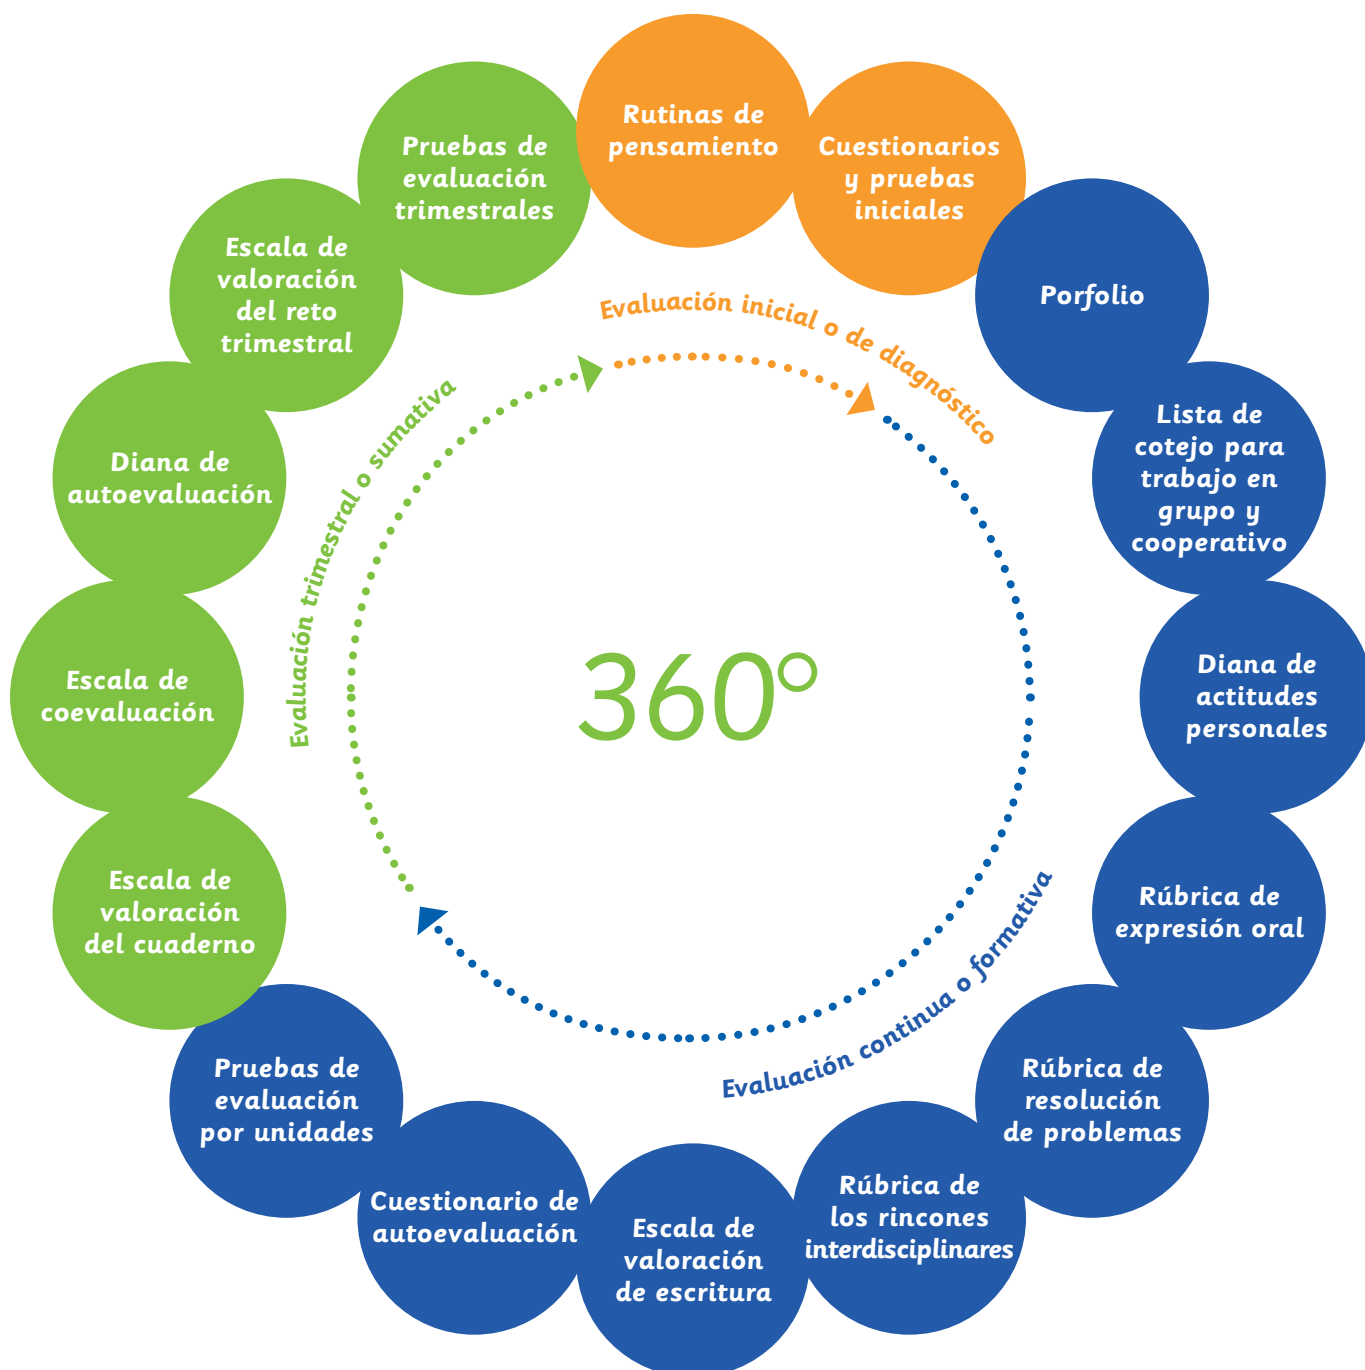 Rutinas de
pensamiento
Cuestionarios
y pruebas
iniciales
Porfolio
Lista de
cotejo para
trabajo en
grupo y
cooperativo
Diana de
actitudes
personales
Rúbrica de
expresión oral
Rúbrica de
resolución
de problemas
Rúbrica de
los rincones
interdisciplinares
Escala de
valoración
de escritura
Cuestionario de
autoevaluación
Pruebas de
evaluación
por unidades
Escala de
valoración
del cuaderno
Escala de
coevaluación
Diana de
autoevaluación
Escala de
valoración
del reto
trimestral
Pruebas de
evaluación
trimestrales
Evaluación inicial o de diagnóstico
Evaluación continua o formativa
Evaluación trimestral o sumativa
360°